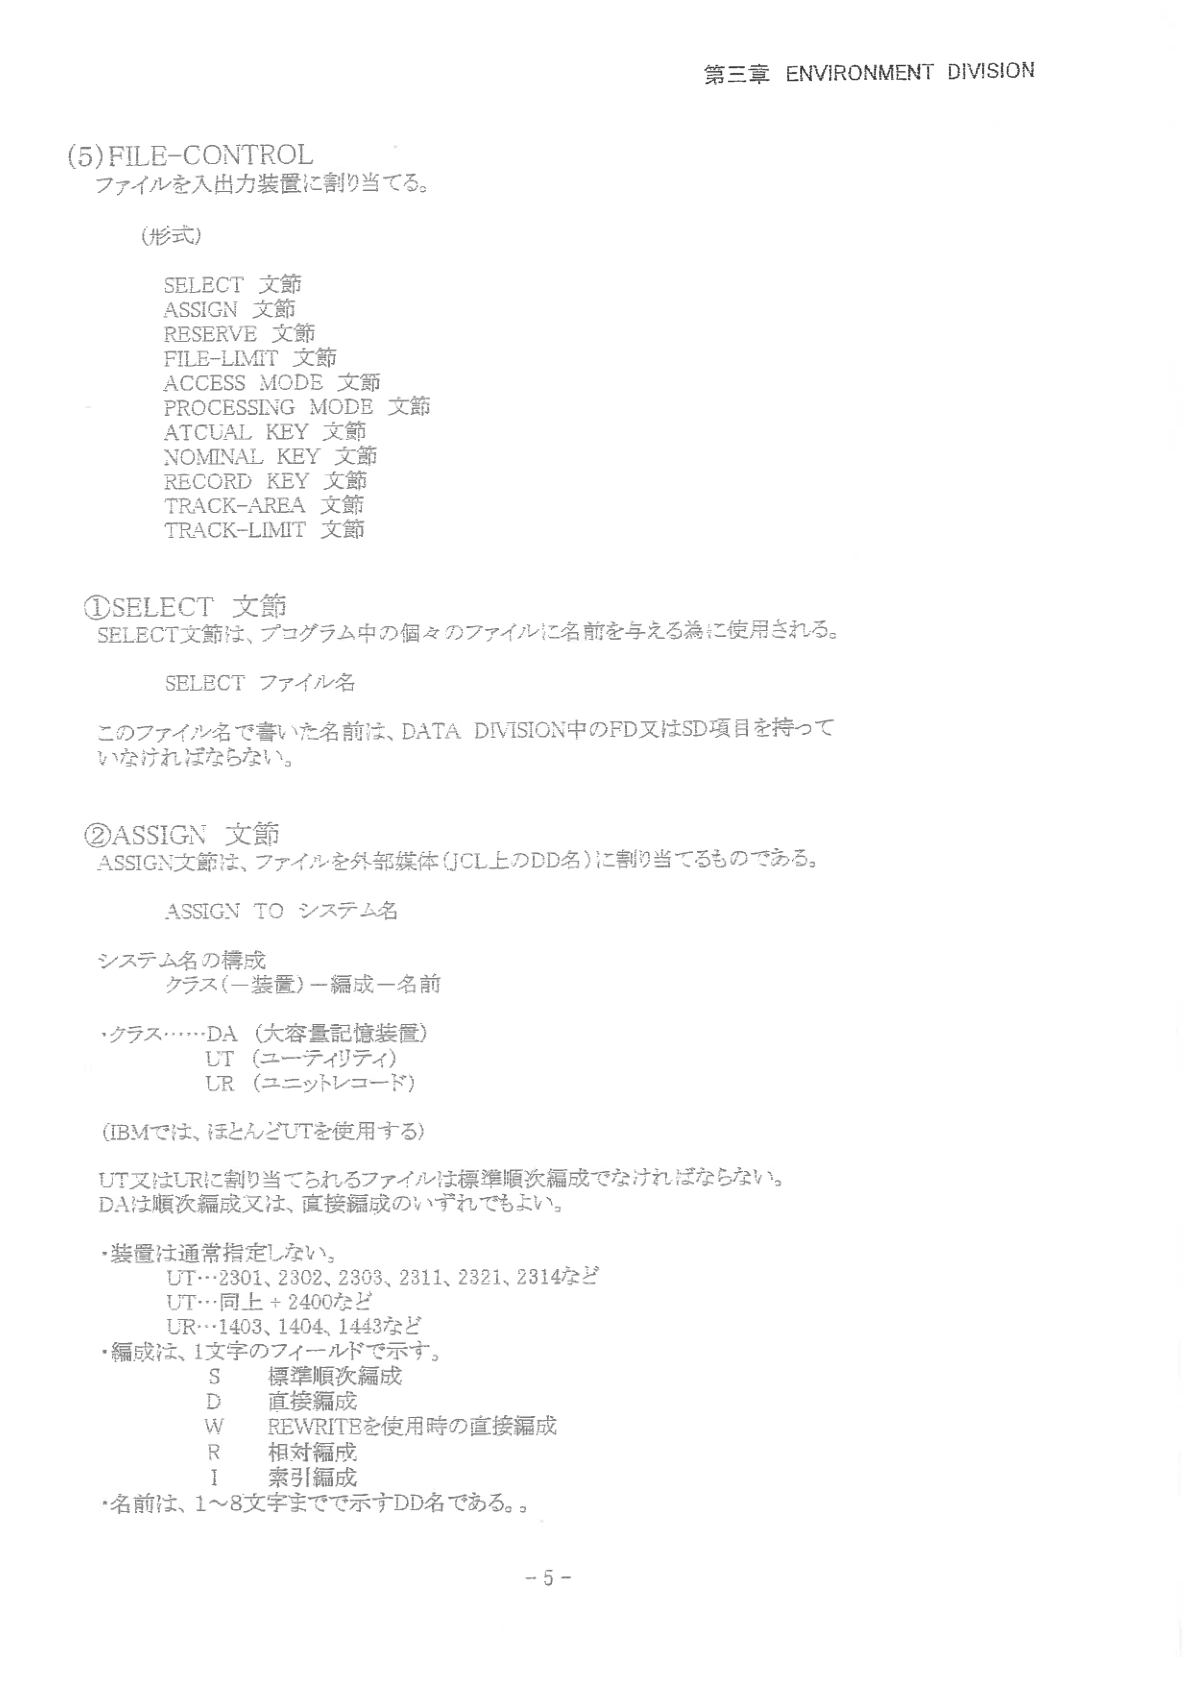 第三章 ENVIRONMENT DIVISION
(5)FILE-CONTROL
ファイルを入出力装置に割り当てる。
(形式)
SELECT 文節
ASSIGN 文節
RESERVE 文節
FILE-LIMIT 文節
ACCESS MODE 文節
PROCESSING MODE 文節
ATCUAL KEY 文節
NOMINAL KEY 文節
RECORD KEY 文節
TRACK-AREA 文節
TRACK-LIMIT 文節
①SELECT 文節
SELECT文節は、プログラム中の個々のファイルに名前を与える為に使用される。
SELECT ファイル名
このファイル名で書いた名前は、DATA DIVISION中のFD又はSD項目を持って
いなければならない。
②ASSIGN 文節
ASSIGN文節は、ファイルを外部媒体(JCL上のDD名)に割り当てるものである。
ASSIGN TO システム名
システム名の構成
クラス(－装置)－編成－名前
・クラス……DA (大容量記憶装置)
UT (ユーティリティ)
UR (ユニットレコード)
(IBMでは、ほとんどUTを使用する)
UT又はURに割り当てられるファイルは標準順次編成でなければならない。
DAは順次編成又は、直接編成のいずれでもよい。
・装置は通常指定しない。
UT…2301、2302、2303、2311、2321、2314など
UT…同上＋2400など
UR…1403、1404、1443など
・編成は、1文字のフィールドで示す。
S 標準順次編成
D 直接編成
W REWRITEを使用時の直接編成
R 相対編成
I 索引編成
・名前は、1～8文字までで示すDD名である。。
- 5 -